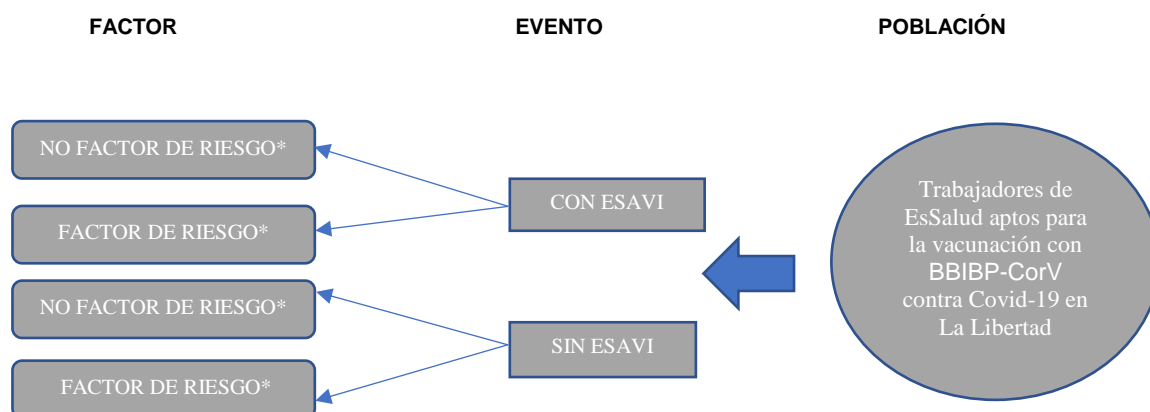 FACTOR EVENTO POBLACIÓN
NO FACTOR DE RIESGO*
FACTOR DE RIESGO*
NO FACTOR DE RIESGO*
FACTOR DE RIESGO*
CON ESAVI
SIN ESAVI
Trabajadores de
EsSalud aptos para
la vacunación con
BBIBP-CorV
contra Covid-19 en
La Libertad